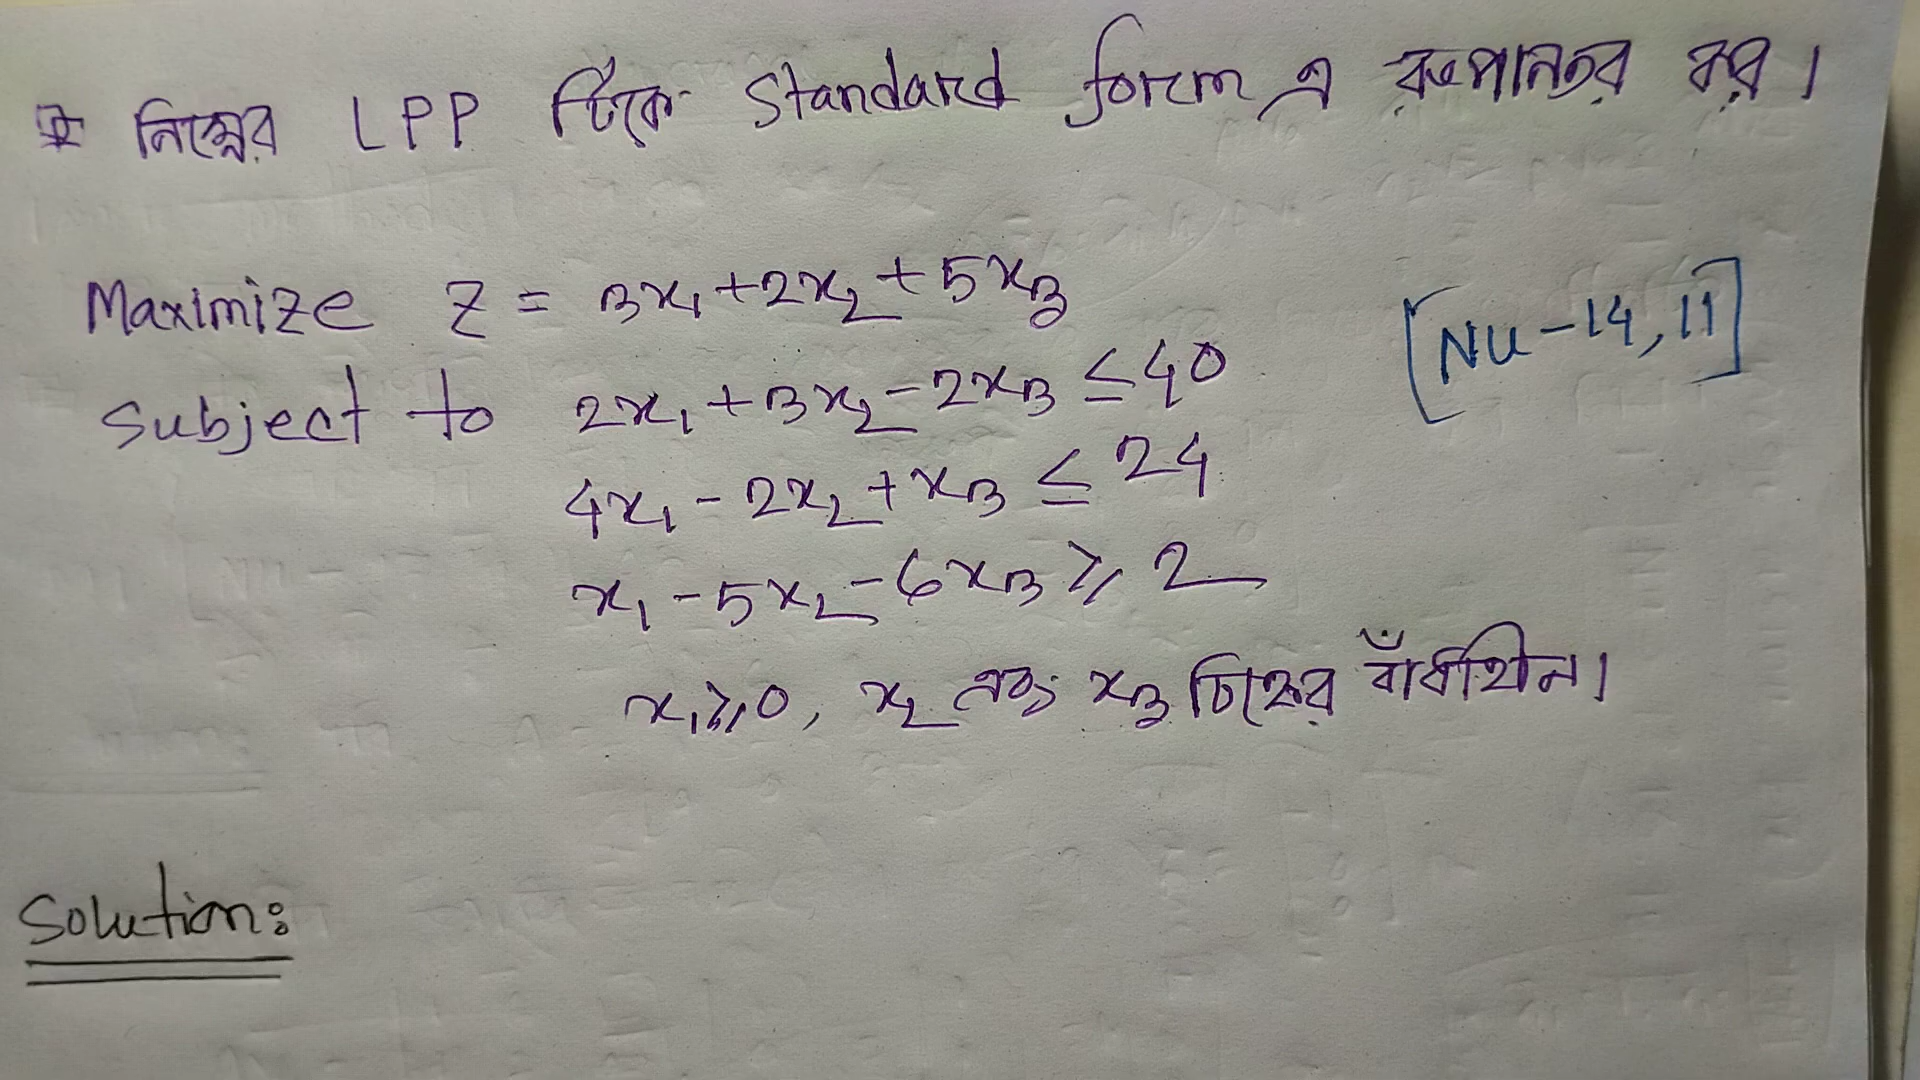 * নিম্নের LPP টিকে Standard form এ রূপান্তর কর।
Maximize Z = 3x₁+2x₂+5x₃
[NU-14,11]
Subject to 2x₁+3x₂-2x₃ ≤ 40
4x₁-2x₂+x₃ ≤ 24
x₁-5x₂-6x₃ ≥ 2
x₁≥0, x₂ এবং x₃ চিহ্নের বাঁধাহীন।
Solution: